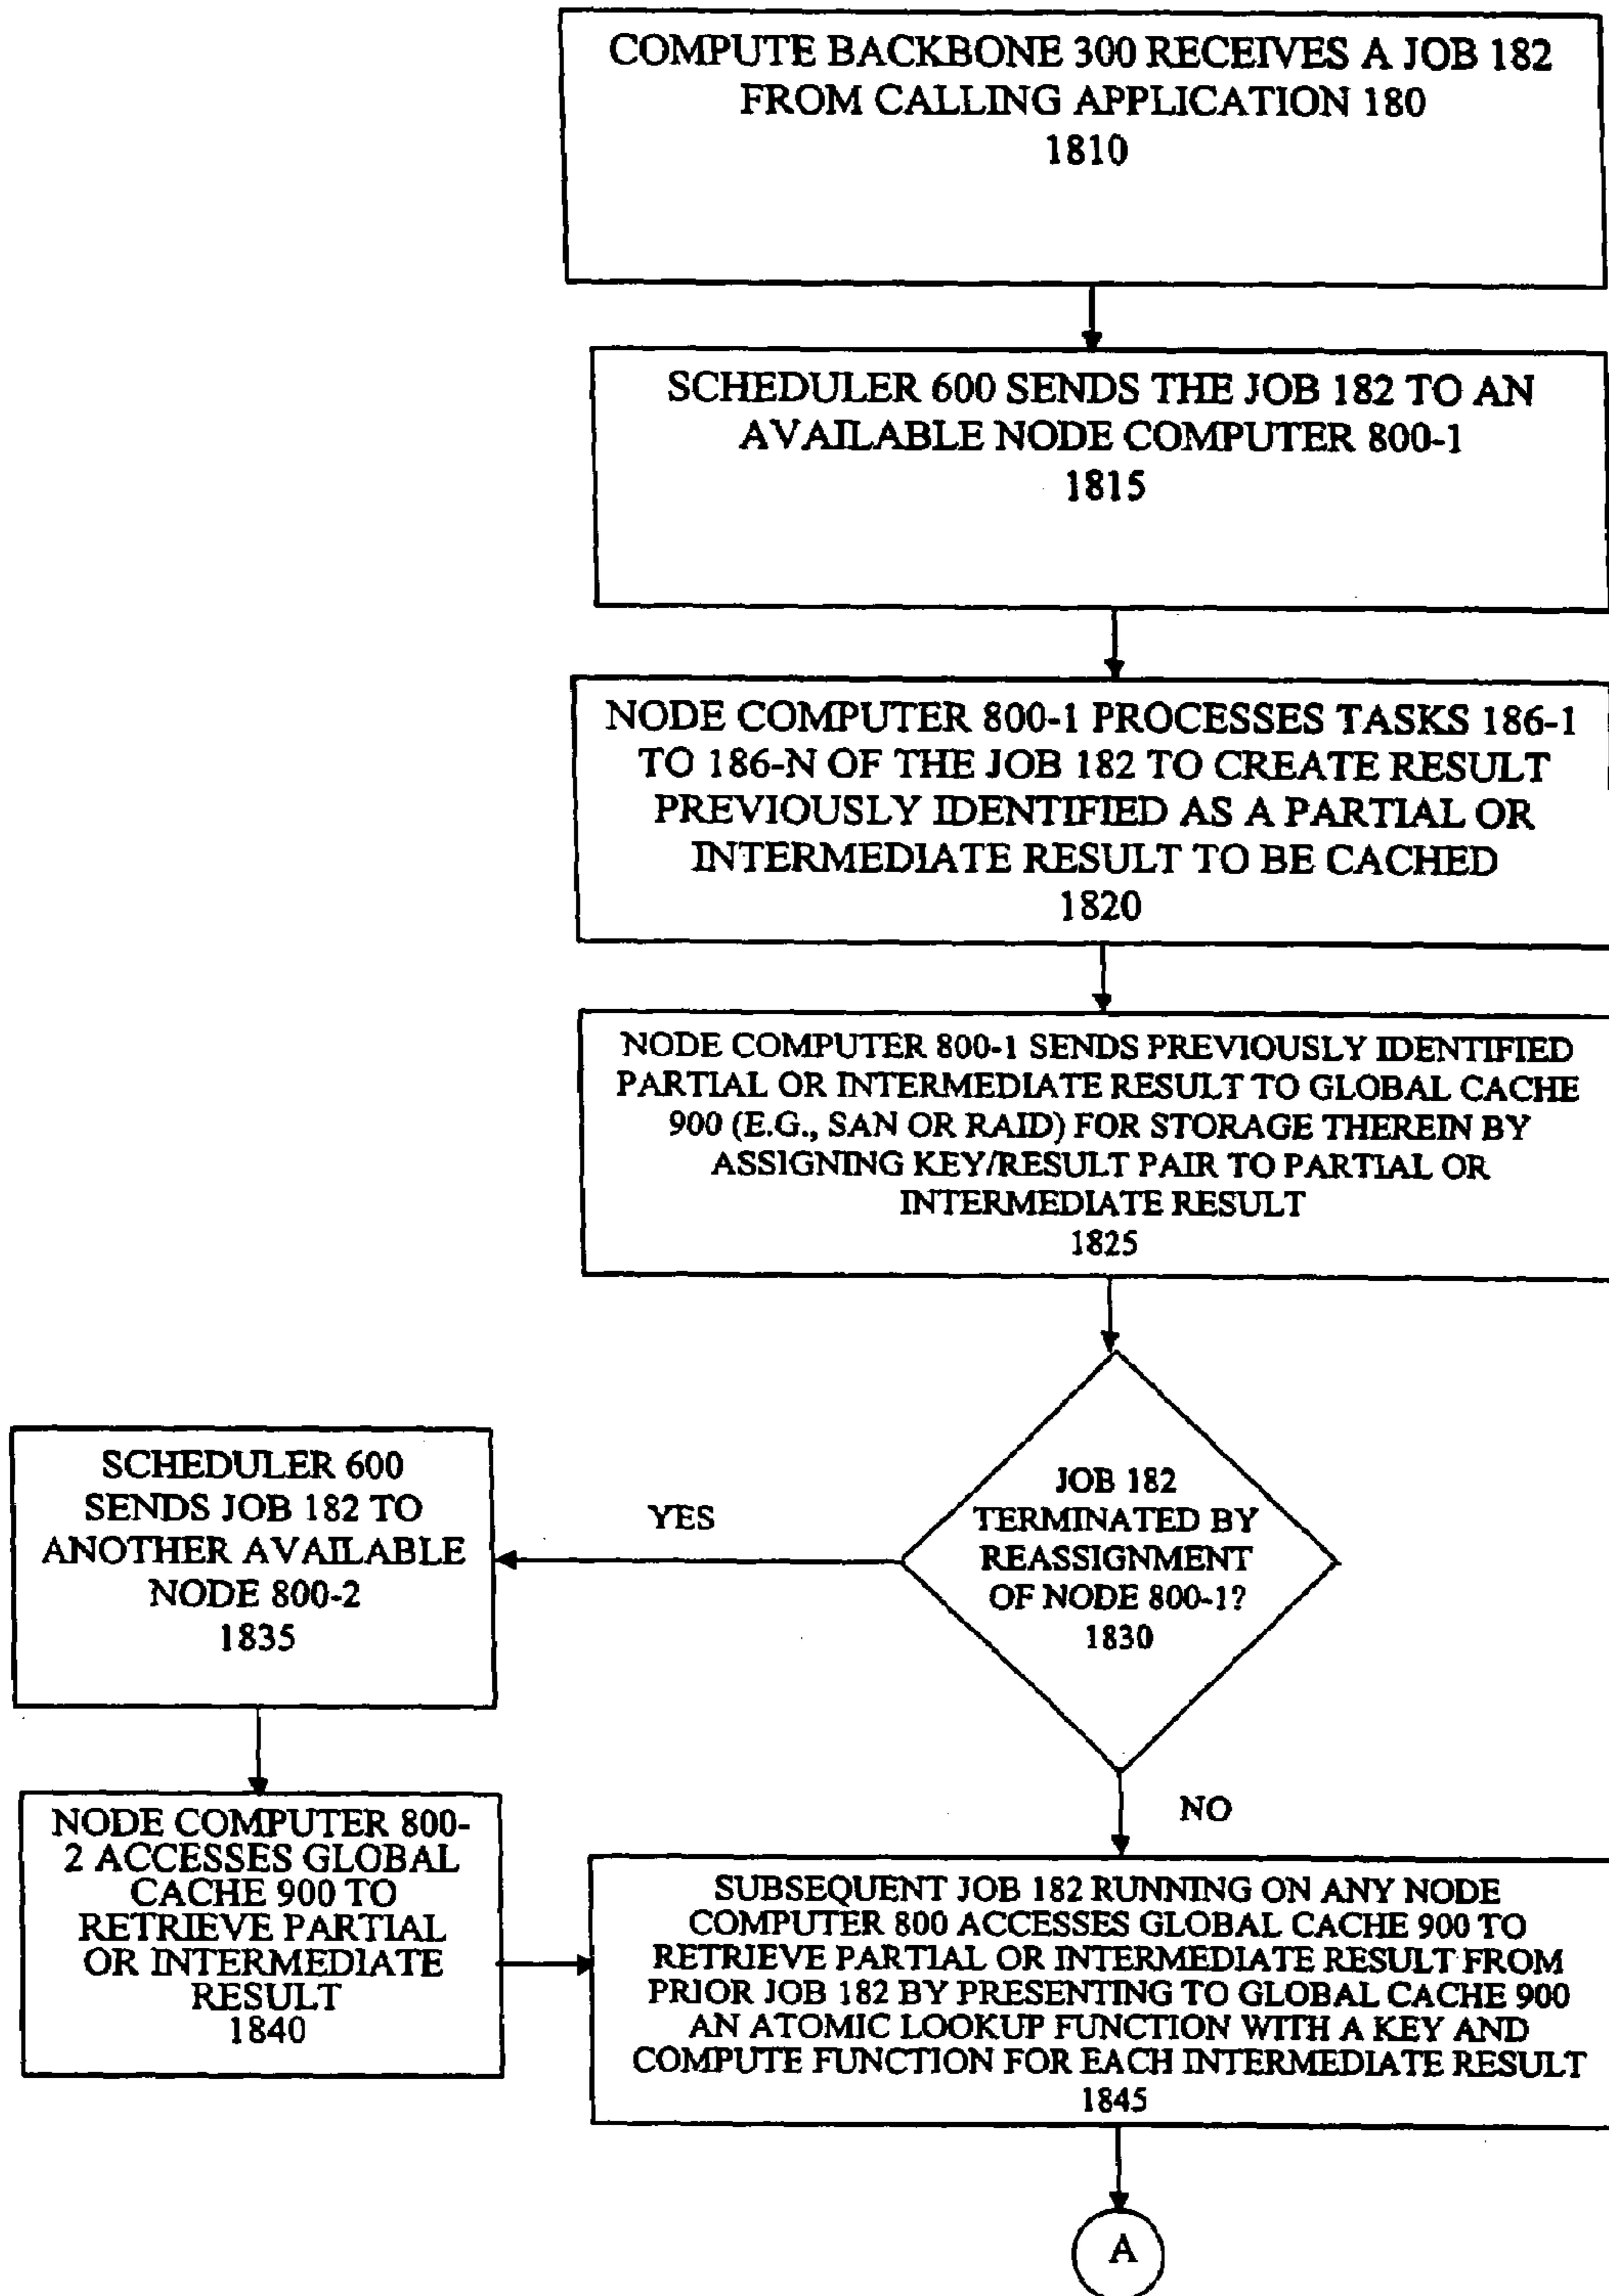 COMPUTE BACKBONE 300 RECEIVES A JOB 182
FROM CALLING APPLICATION 180
1810
SCHEDULER 600 SENDS THE JOB 182 TO AN
AVAILABLE NODE COMPUTER 800-1
1815
NODE COMPUTER 800-1 PROCESSES TASKS 186-1
TO 186-N OF THE JOB 182 TO CREATE RESULT
PREVIOUSLY IDENTIFIED AS A PARTIAL OR
INTERMEDIATE RESULT TO BE CACHED
1820
NODE COMPUTER 800-1 SENDS PREVIOUSLY IDENTIFIED
PARTIAL OR INTERMEDIATE RESULT TO GLOBAL CACHE
900 (E.G., SAN OR RAID) FOR STORAGE THEREIN BY
ASSIGNING KEY/RESULT PAIR TO PARTIAL OR
INTERMEDIATE RESULT
1825
JOB 182
TERMINATED BY
REASSIGNMENT
OF NODE 800-1?
1830
YES
SCHEDULER 600
SENDS JOB 182 TO
ANOTHER AVAILABLE
NODE 800-2
1835
NODE COMPUTER 800-
2 ACCESSES GLOBAL
CACHE 900 TO
RETRIEVE PARTIAL
OR INTERMEDIATE
RESULT
1840
NO
SUBSEQUENT JOB 182 RUNNING ON ANY NODE
COMPUTER 800 ACCESSES GLOBAL CACHE 900 TO
RETRIEVE PARTIAL OR INTERMEDIATE RESULT FROM
PRIOR JOB 182 BY PRESENTING TO GLOBAL CACHE 900
AN ATOMIC LOOKUP FUNCTION WITH A KEY AND
COMPUTE FUNCTION FOR EACH INTERMEDIATE RESULT
1845
A